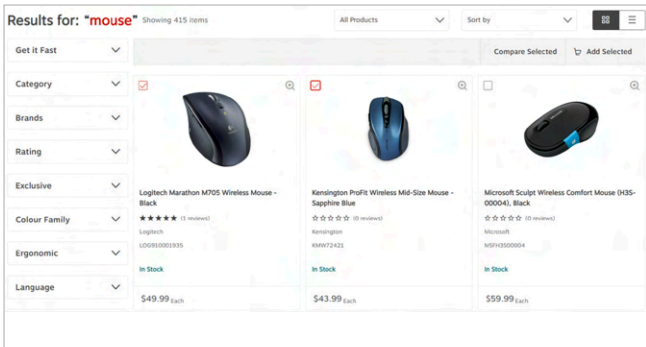 Results for: “mouse” Showing 415 items
All Products
Sort by
Get it Fast
Category
Brands
Rating
Exclusive
Colour Family
Ergonomic
Language
Compare Selected
Add Selected
Logitech Marathon M705 Wireless Mouse -
Black
(3 reviews)
Logitech
LOG910001935
In Stock
$49.99 Each
Kensington ProFit Wireless Mid-Size Mouse -
Sapphire Blue
(0 reviews)
Kensington
KMW72421
In Stock
$43.99 Each
Microsoft Sculpt Wireless Comfort Mouse (H3S-
00004), Black
(0 reviews)
Microsoft
MSFH3S00004
In Stock
$59.99 Each